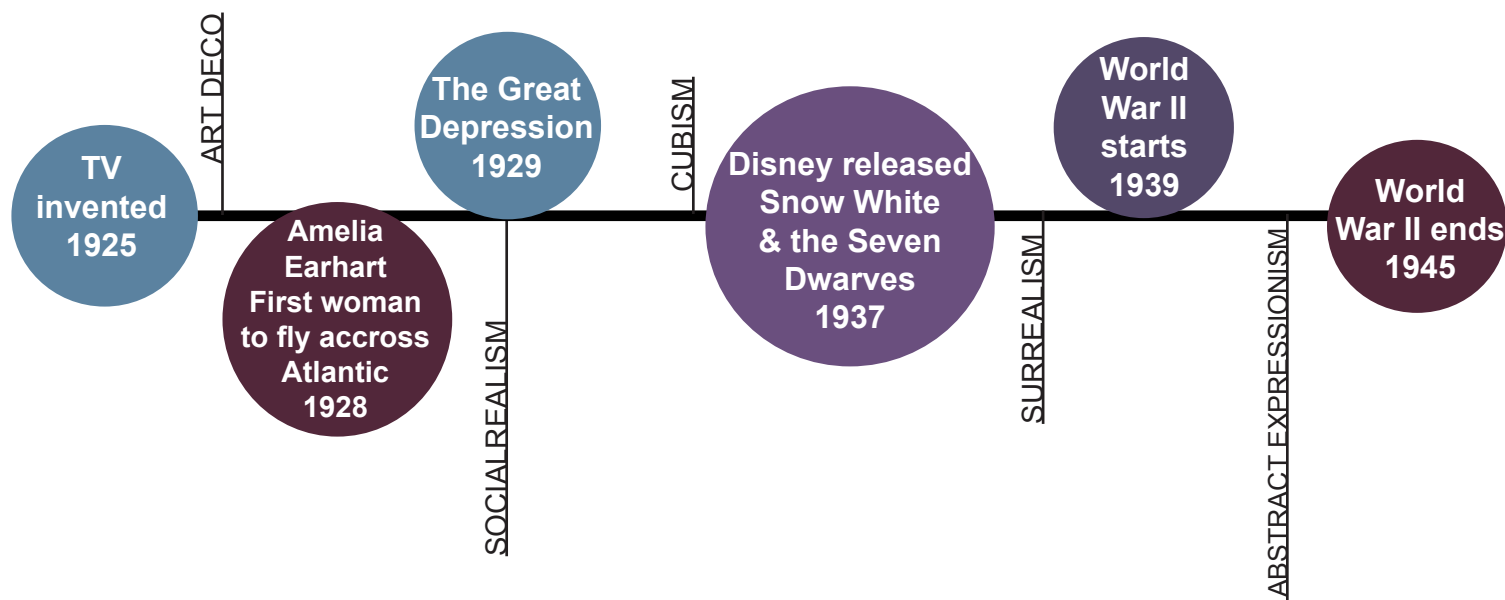 TV
invented
1925
ART DECO
Amelia
Earhart
First woman
to fly accross
Atlantic
1928
The Great
Depression
1929
SOCIALREALISM
CUBISM
Disney released
Snow White
& the Seven
Dwarves
1937
SURREALISM
World
War II
starts
1939
ABSTRACT EXPRESSIONISM
World
War II ends
1945